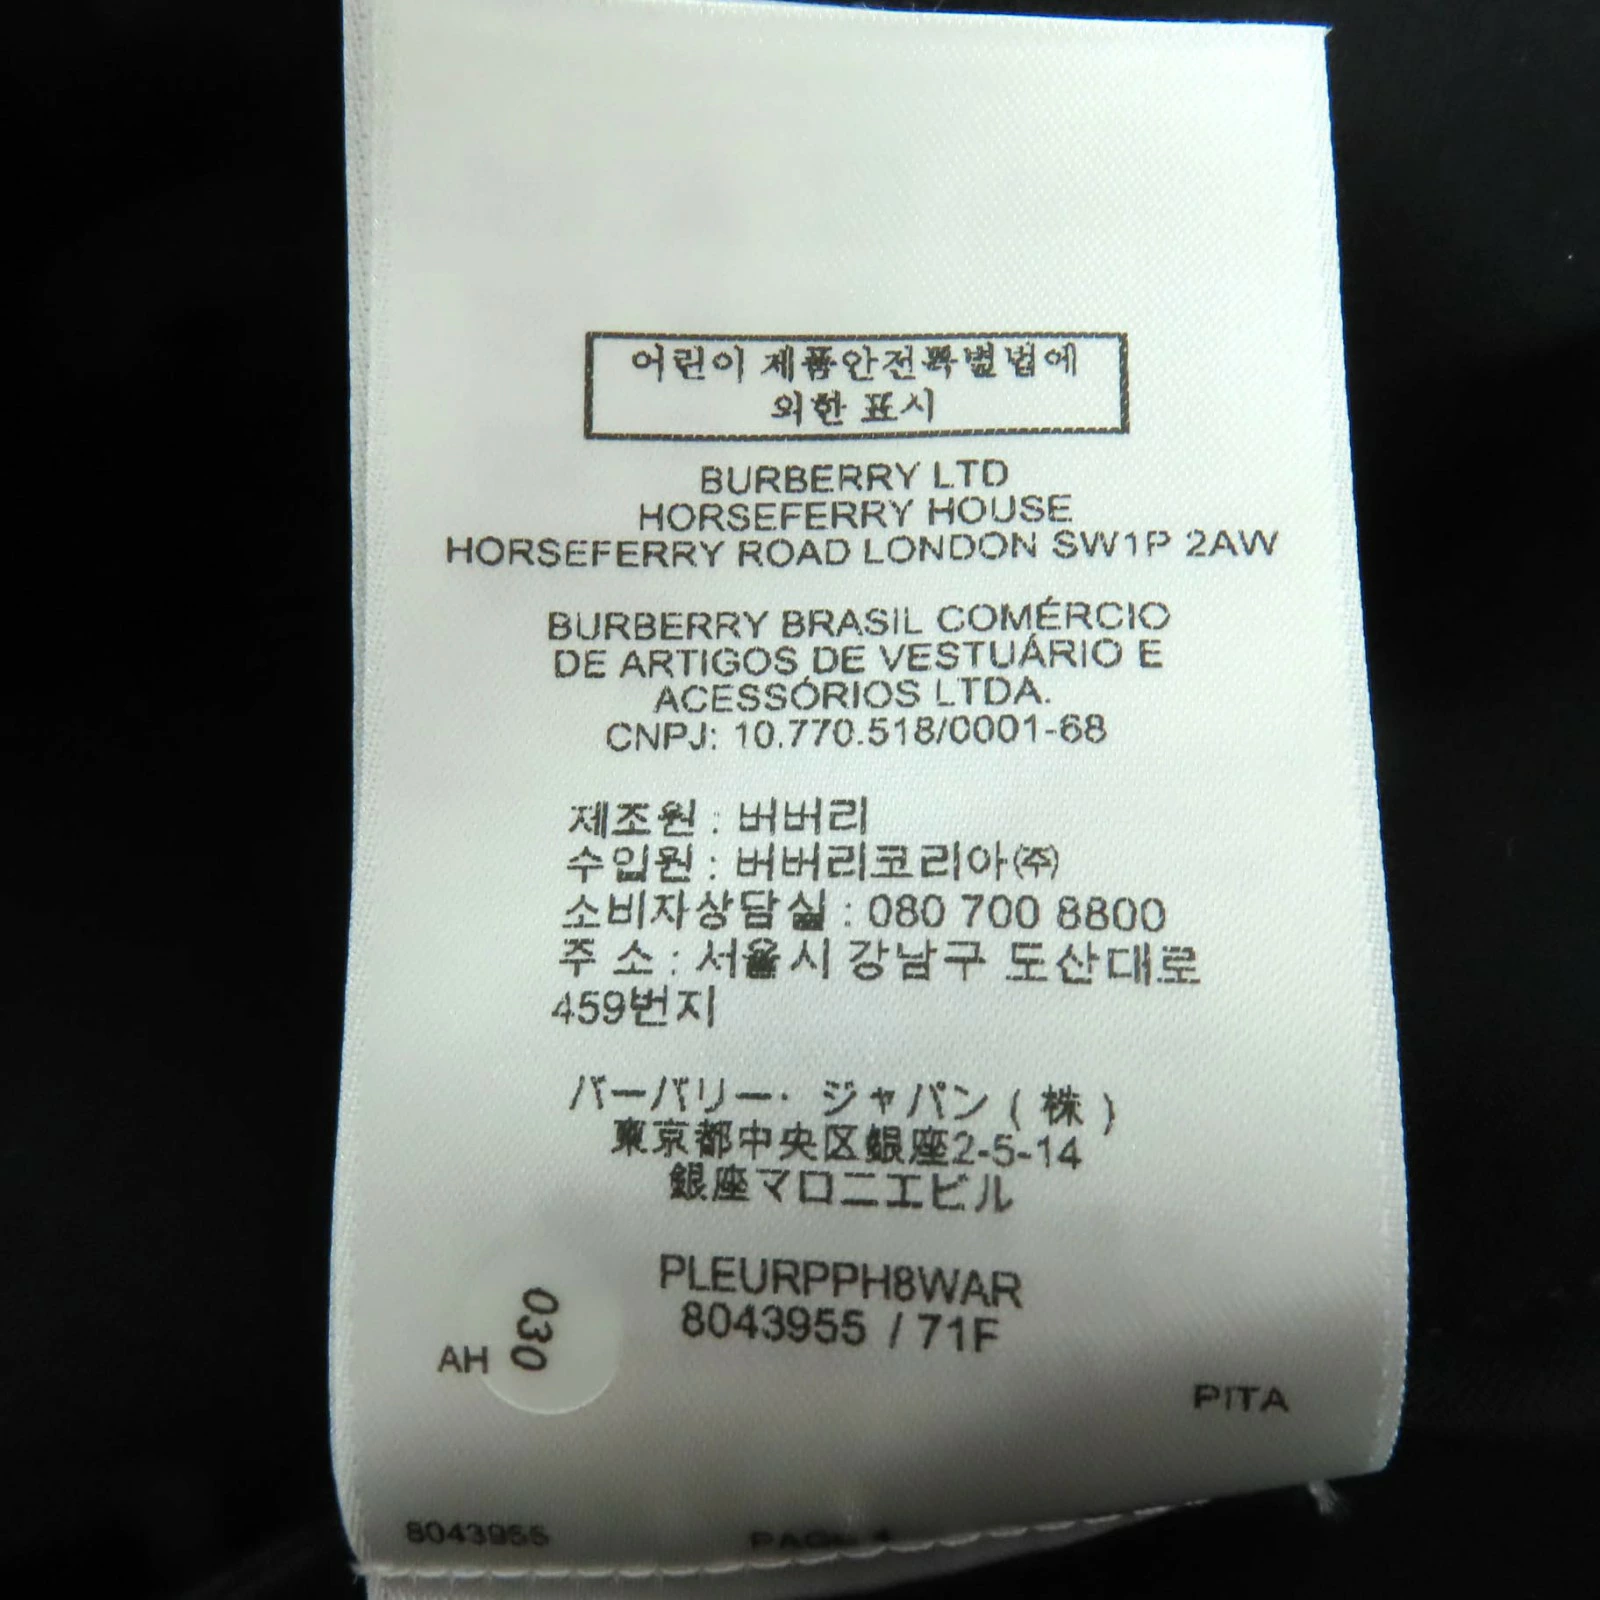 어린이 제품안전특별법에
의한 표시
BURBERRY LTD
HORSEFERRY HOUSE
HORSEFERRY ROAD LONDON SW1P 2AW
BURBERRY BRASIL COMÉRCIO
DE ARTIGOS DE VESTUÁRIO E
ACESSÓRIOS LTDA.
CNPJ: 10.770.518/0001-68
제조원 : 버버리
수입원 : 버버리코리아㈜
소비자상담실 : 080 700 8800
주 소 : 서울시 강남구 도산대로
459번지
バーバリー・ジャパン ( 株 )
東京都中央区銀座2-5-14
銀座マロニエビル
PLEURPPH8WAR
8043955 / 71F
AH 030
PITA
8043955 PAGE 1